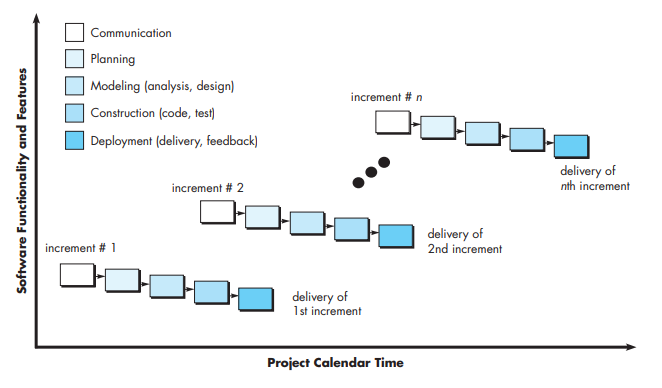 Communication
Planning
Modeling (analysis, design)
Construction (code, test)
Deployment (delivery, feedback)
increment # n
delivery of
nth increment
increment # 2
delivery of
2nd increment
increment # 1
delivery of
1st increment
Software Functionality and Features
Project Calendar Time